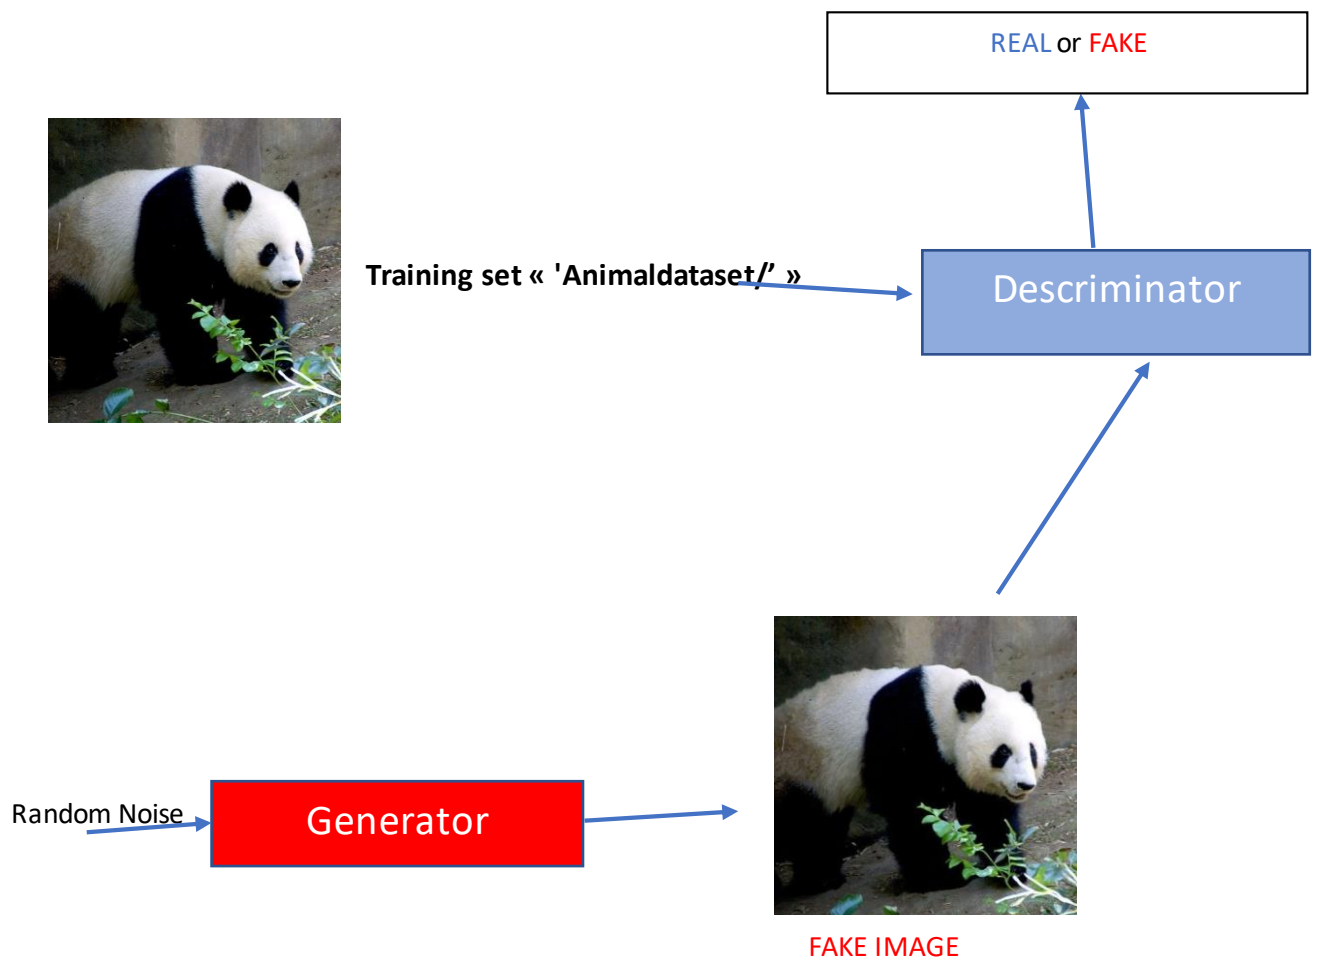 REAL or FAKE
Training set « 'Animaldataset/’ »
Descriminator
Random Noise
Generator
FAKE IMAGE